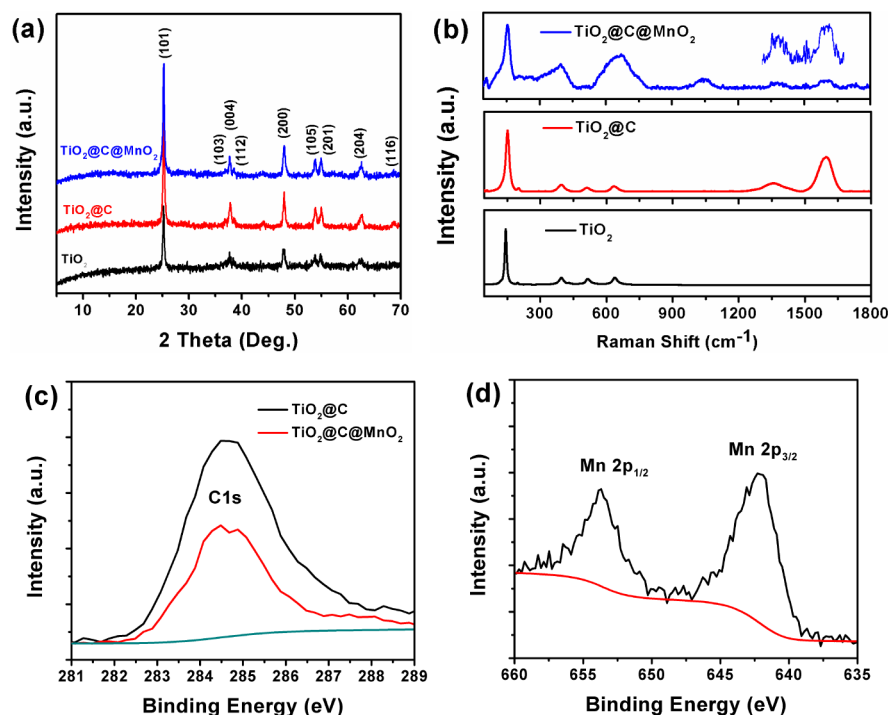 (a)
(101)
(004)
(200)
(103)
(112)
(105)
(201)
(204)
(116)
TiO₂@C@MnO₂
TiO₂@C
TiO₂
Intensity (a.u.)
10 20 30 40 50 60 70
2 Theta (Deg.)
(b)
TiO₂@C@MnO₂
TiO₂@C
TiO₂
Intensity (a.u.)
300 600 900 1200 1500 1800
Raman Shift (cm⁻¹)
(c)
TiO₂@C
TiO₂@C@MnO₂
C1s
Intensity (a.u.)
281 282 283 284 285 286 287 288 289
Binding Energy (eV)
(d)
Mn 2p₃/₂
Mn 2p₁/₂
Intensity (a.u.)
660 655 650 645 640 635
Binding Energy (eV)